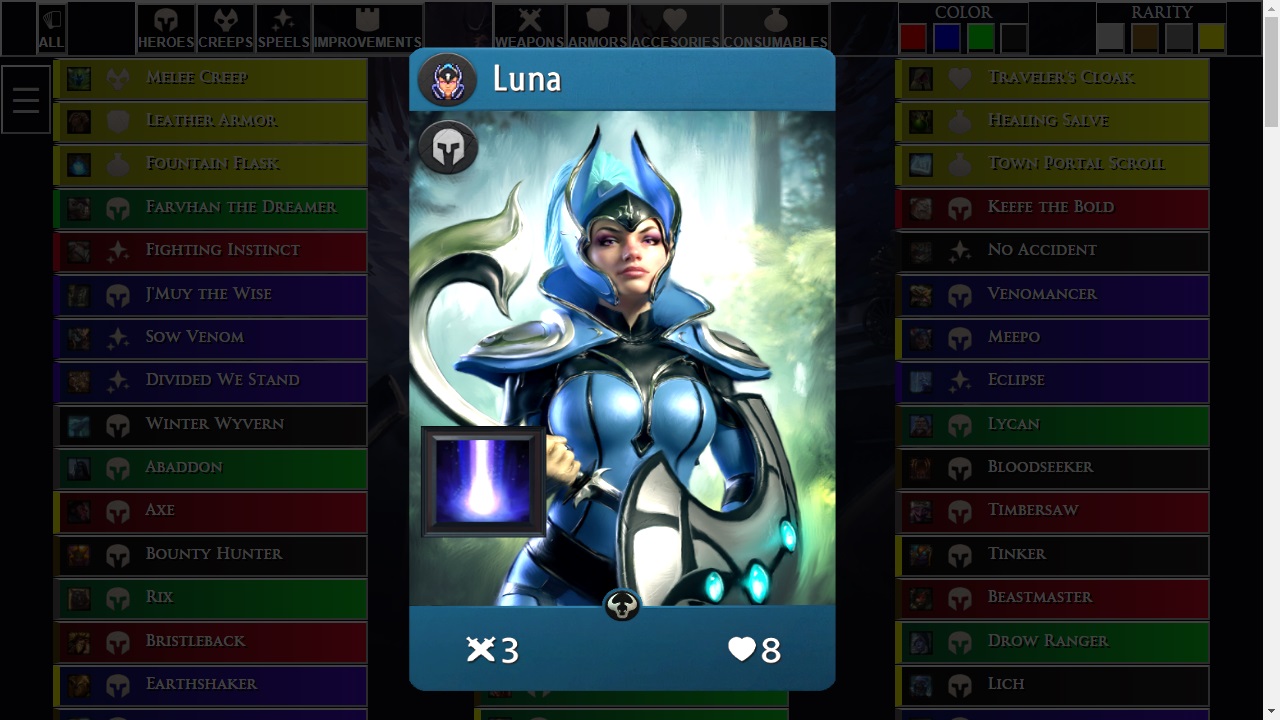 COLOR
RARITY
ALL
HEROES
CREEPS
SPEELS
IMPROVEMENTS
WEAPONS
ARMORS
ACCESORIES
CONSUMABLES
Luna
3
8
Melee Creep
Leather Armor
Fountain Flask
Farvhan the Dreamer
Fighting Instinct
J'Muy the Wise
Sow Venom
Divided We Stand
Winter Wyvern
Abaddon
Axe
Bounty Hunter
Rix
Bristleback
Earthshaker
Traveler's Cloak
Healing Salve
Town Portal Scroll
Keefe the Bold
No Accident
Venomancer
Meepo
Eclipse
Lycan
Bloodseeker
Timbersaw
Tinker
Beastmaster
Drow Ranger
Lich